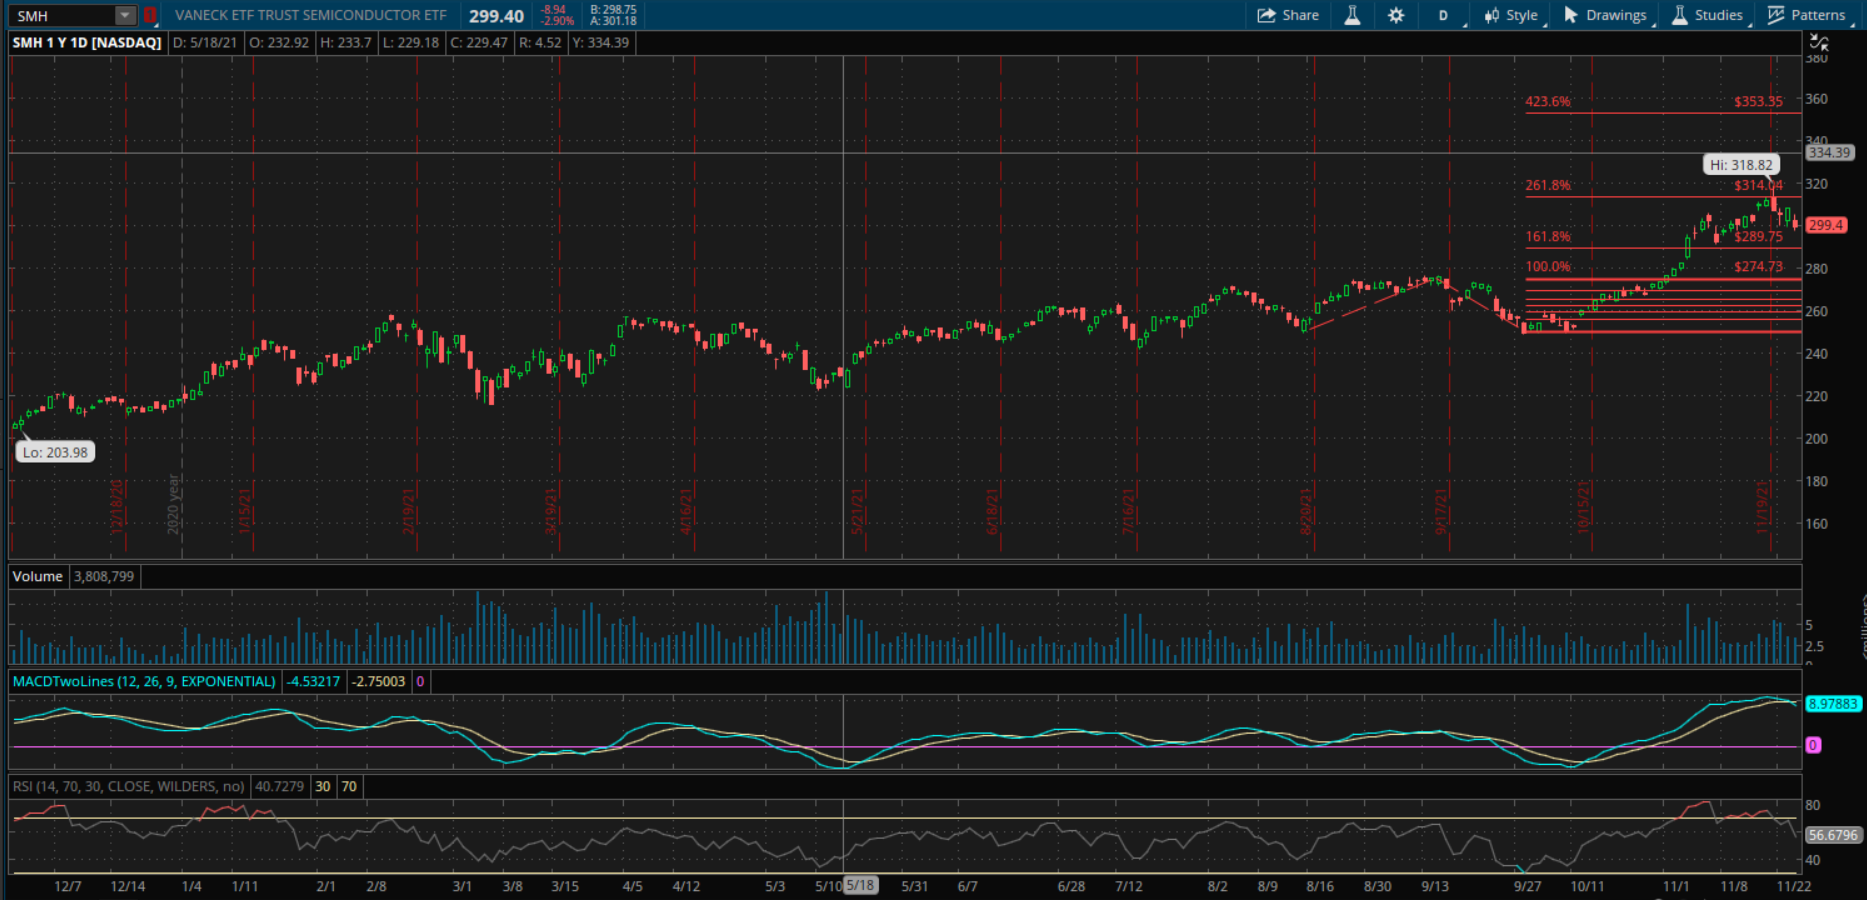 SMH VANECK ETF TRUST SEMICONDUCTOR ETF 299.40 -8.94 B: 298.75 Share D Style Drawings Studies Patterns
-2.90% A: 301.18
SMH 1 Y 1D [NASDAQ] D: 5/18/21 O: 232.92 H: 233.7 L: 229.18 C: 229.47 R: 4.52 Y: 334.39
380
423.6% $353.35 360
340
334.39
Hi: 318.82
261.8% $314.04 320
299.4
161.8% $289.75
100.0% $274.73 280
260
240
220
Lo: 203.98 200
180
160
12/18/20 2020 year 1/15/21 2/19/21 3/19/21 4/16/21 5/21/21 6/18/21 7/16/21 8/20/21 9/17/21 10/15/21 11/19/21
Volume 3,808,799
5
2.5
<millions>
MACDTwoLines (12, 26, 9, EXPONENTIAL) -4.53217 -2.75003 0
8.97883
0
RSI (14, 70, 30, CLOSE, WILDERS, no) 40.7279 30 70
80
56.6796
40
12/7 12/14 1/4 1/11 2/1 2/8 3/1 3/8 3/15 4/5 4/12 5/3 5/10 5/18 5/31 6/7 6/28 7/12 8/2 8/9 8/16 8/30 9/13 9/27 10/11 11/1 11/8 11/22